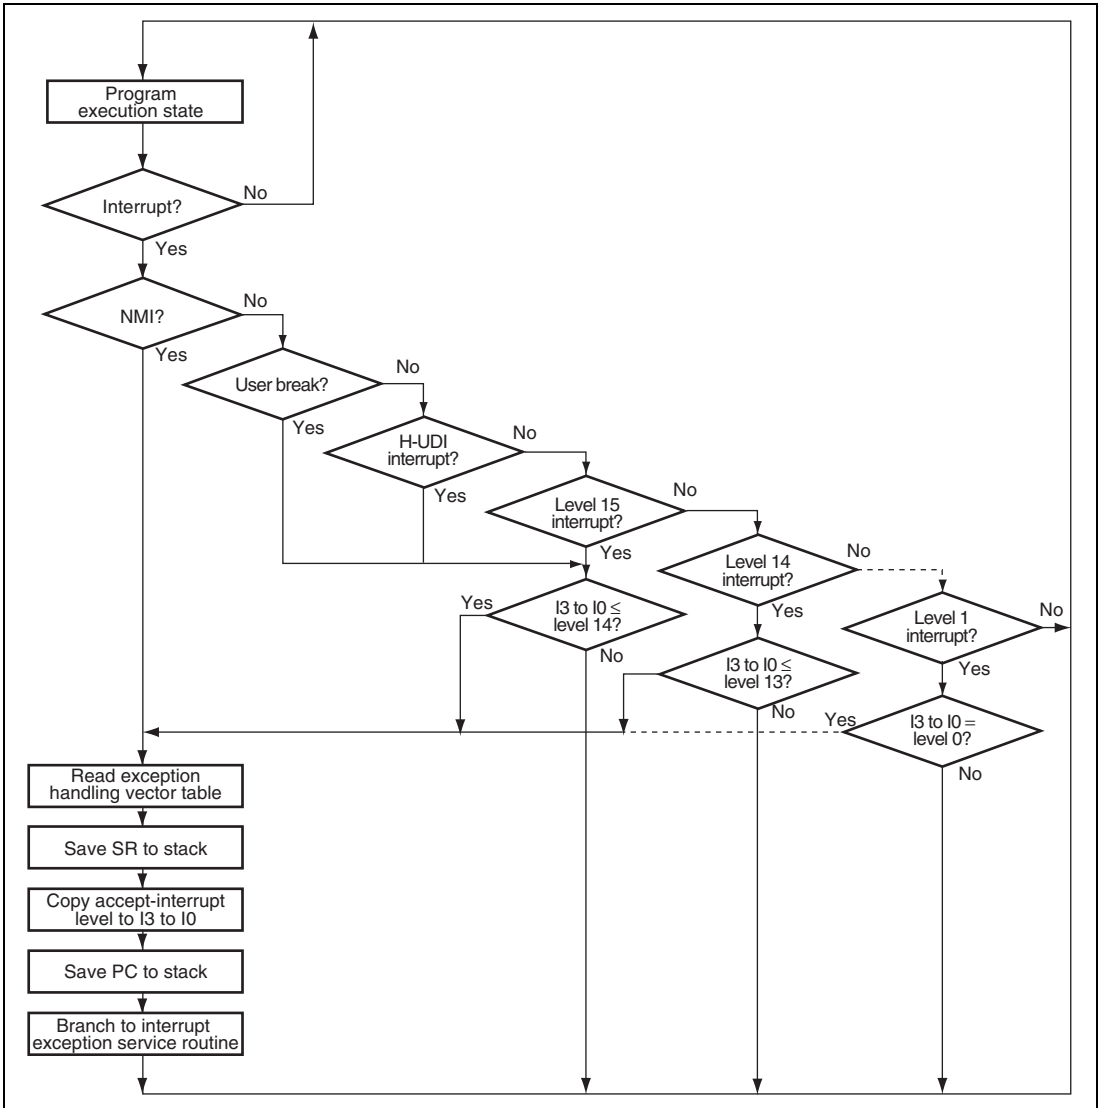 Program
execution state
Interrupt?
No
Yes
NMI?
No
Yes
User break?
No
Yes
H-UDI
interrupt?
No
Yes
Level 15
interrupt?
No
Yes
Level 14
interrupt?
No
Yes
Level 1
interrupt?
No
Yes
I3 to I0 ≤
level 14?
Yes
No
I3 to I0 ≤
level 13?
No
Yes
I3 to I0 =
level 0?
No
Read exception
handling vector table
Save SR to stack
Copy accept-interrupt
level to I3 to I0
Save PC to stack
Branch to interrupt
exception service routine